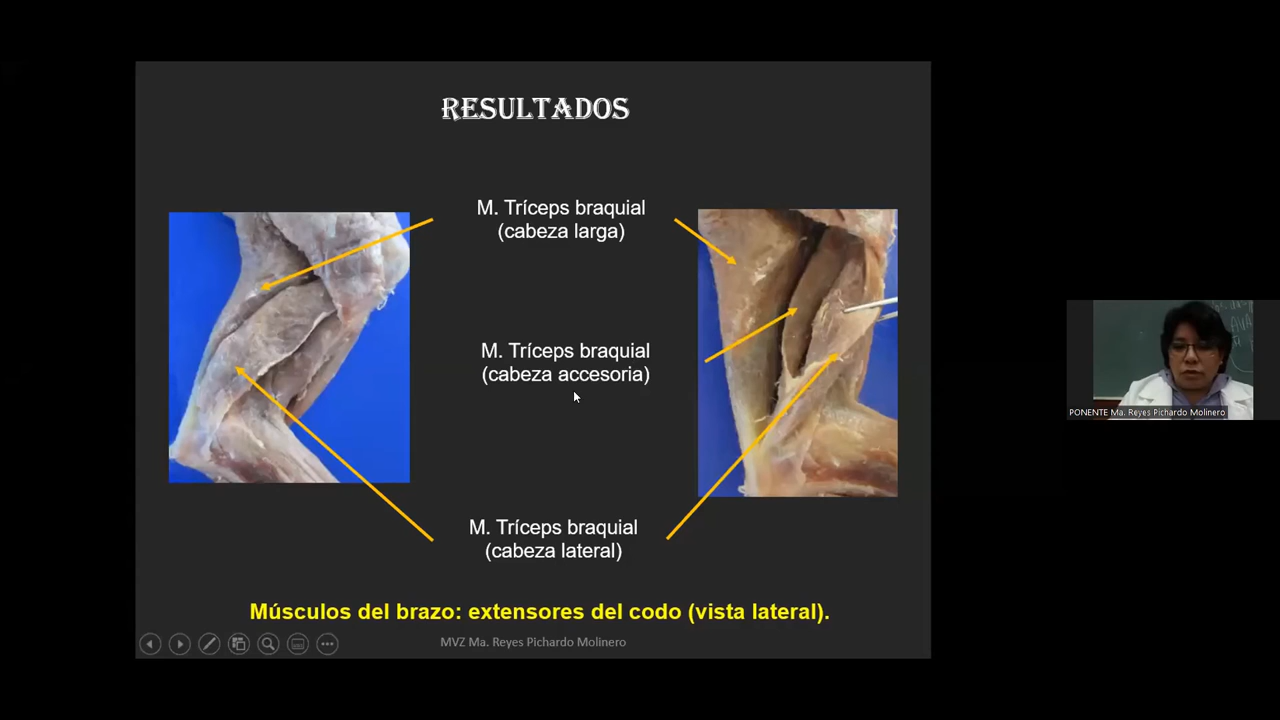 RESULTADOS
M. Tríceps braquial
(cabeza larga)
M. Tríceps braquial
(cabeza accesoria)
M. Tríceps braquial
(cabeza lateral)
Músculos del brazo: extensores del codo (vista lateral).
MVZ Ma. Reyes Pichardo Molinero
PONENTE Ma. Reyes Pichardo Molinero